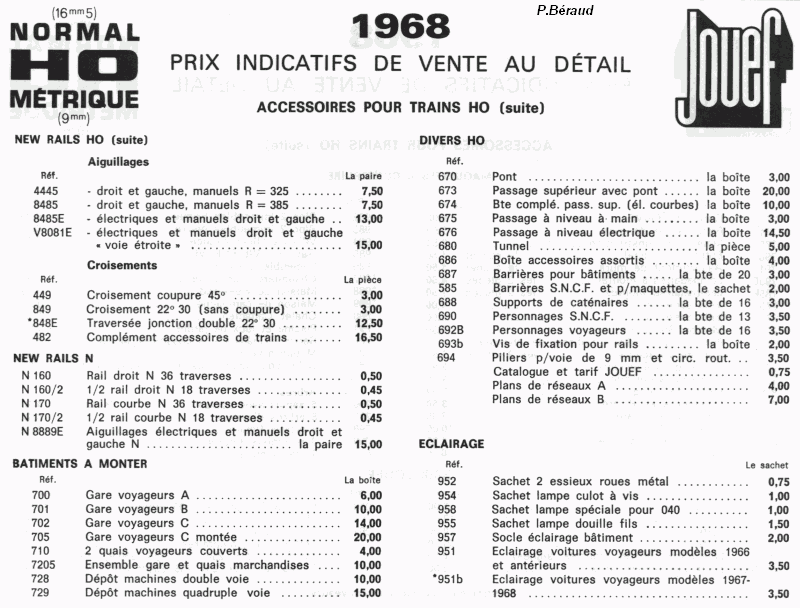 (16mm5)
NORMAL
HO
MÉTRIQUE
(9mm)
1968
P.Béraud
PRIX INDICATIFS DE VENTE AU DÉTAIL
ACCESSOIRES POUR TRAINS HO (suite)
Jouef
NEW RAILS HO (suite)
Aiguillages
Réf. La paire
4445 - droit et gauche, manuels R = 325 ........ 7,50
8485 - droit et gauche, manuels R = 385 ........ 7,50
8485E - électriques et manuels droit et gauche .. 13,00
V8081E - électriques et manuels droit et gauche
« voie étroite » ........................ 15,00
Croisements
Réf. La pièce
449 Croisement coupure 45° ................ 3,00
849 Croisement 22° 30 (sans coupure) ........ 3,00
*848E Traversée jonction double 22° 30 ........ 12,50
482 Complément accessoires de trains ........ 16,50
NEW RAILS N
N 160 Rail droit N 36 traverses ................ 0,50
N 160/2 1/2 rail droit N 18 traverses ............ 0,45
N 170 Rail courbe N 36 traverses .............. 0,50
N 170/2 1/2 rail courbe N 18 traverses ............ 0,45
N 8889E Aiguillages électriques et manuels droit et
gauche N .................... la paire 15,00
BATIMENTS A MONTER
Réf. La boîte
700 Gare voyageurs A ...................... 6,00
701 Gare voyageurs B ...................... 10,00
702 Gare voyageurs C ...................... 14,00
705 Gare voyageurs C montée .............. 20,00
710 2 quais voyageurs couverts ............ 4,00
7205 Ensemble gare et quais marchandises .... 10,00
728 Dépôt machines double voie ............ 10,00
729 Dépôt machines quadruple voie ........ 15,00
DIVERS HO
Réf.
670 Pont ........................ la boîte 3,00
673 Passage supérieur avec pont ...... la boîte 20,00
674 Bte complé. pass. sup. (él. courbes) la boîte 10,00
675 Passage à niveau à main ........ la boîte 3,00
676 Passage à niveau électrique ...... la boîte 14,50
680 Tunnel ...................... la pièce 5,00
686 Boîte accessoires assortis ........ la boîte 4,00
687 Barrières pour bâtiments ...... la bte de 20 3,00
585 Barrières S.N.C.F. et p/maquettes, le sachet 2,00
688 Supports de caténaires ........ la bte de 16 3,00
690 Personnages S.N.C.F. ........ la bte de 13 3,50
692B Personnages voyageurs ...... la bte de 16 3,50
693b Vis de fixation pour rails ........ la boîte 2,00
694 Piliers p/voie de 9 mm et circ. rout. .. 3,50
Catalogue et tarif JOUEF .............. 0,75
Plans de réseaux A .................... 4,00
Plans de réseaux B .................... 7,00
ECLAIRAGE
Réf. Le sachet
952 Sachet 2 essieux roues métal ............ 0,75
954 Sachet lampe culot à vis .............. 1,00
958 Sachet lampe spéciale pour 040 .......... 1,00
955 Sachet lampe douille fils .............. 1,50
957 Socle éclairage bâtiment ................ 2,00
951 Eclairage voitures voyageurs modèles 1966
et antérieurs ........................ 3,50
*951b Eclairage voitures voyageurs modèles 1967-
1968 ................................ 3,50